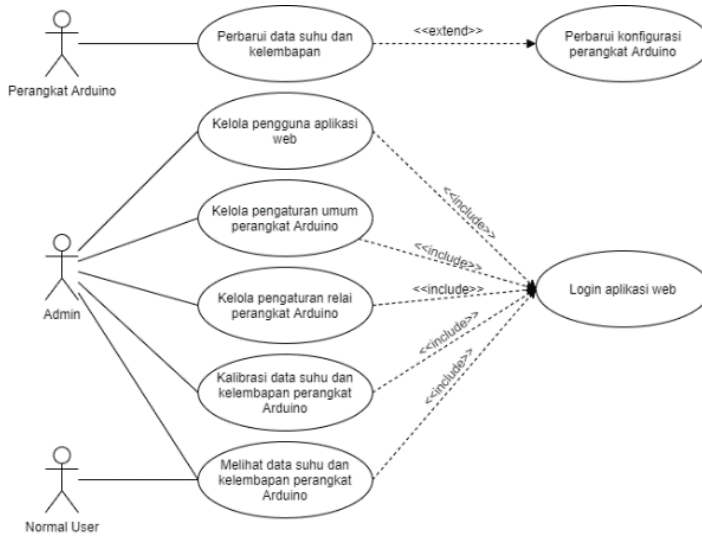 Perbarui data suhu dan
kelembapan
<<extend>>
Perbarui konfigurasi
perangkat Arduino
Perangkat Arduino
Kelola pengguna aplikasi
web
<<include>>
Kelola pengaturan umum
perangkat Arduino
<<include>>
Admin
Kelola pengaturan relai
perangkat Arduino
<<include>>
Login aplikasi web
<<include>>
Kalibrasi data suhu dan
kelembapan perangkat
Arduino
<<include>>
Melihat data suhu dan
kelembapan perangkat
Arduino
Normal User